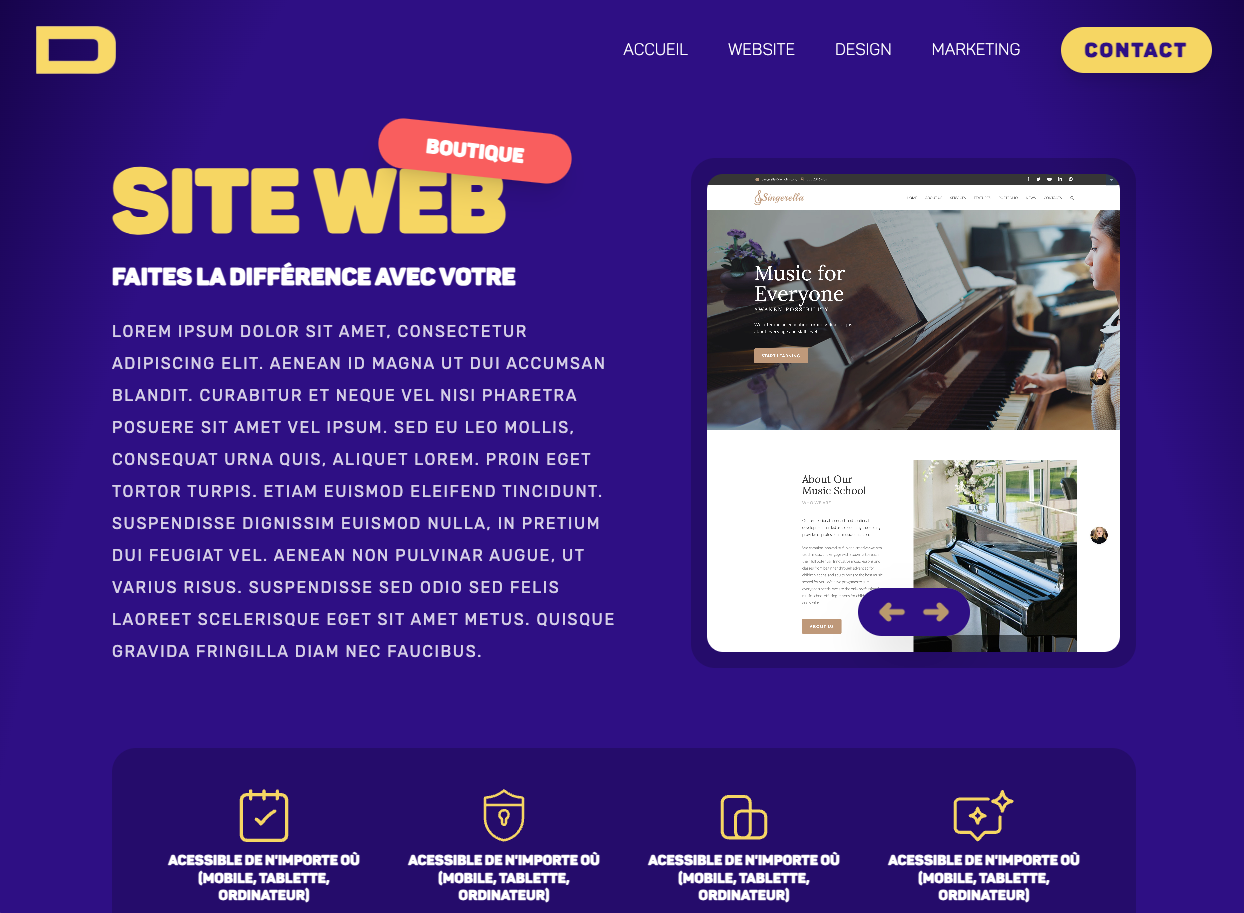 D
ACCUEIL WEBSITE DESIGN MARKETING CONTACT
BOUTIQUE
SITE WEB
FAITES LA DIFFÉRENCE AVEC VOTRE
LOREM IPSUM DOLOR SIT AMET, CONSECTETUR
ADIPISCING ELIT. AENEAN ID MAGNA UT DUI ACCUMSAN
BLANDIT. CURABITUR ET NEQUE VEL NISI PHARETRA
POSUERE SIT AMET VEL IPSUM. SED EU LEO MOLLIS,
CONSEQUAT URNA QUIS, ALIQUET LOREM. PROIN EGET
TORTOR TURPIS. ETIAM EUISMOD ELEIFEND TINCIDUNT.
SUSPENDISSE DIGNISSIM EUISMOD NULLA, IN PRETIUM
DUI FEUGIAT VEL. AENEAN NON PULVINAR AUGUE, UT
VARIUS RISUS. SUSPENDISSE SED ODIO SED FELIS
LAOREET SCELERISQUE EGET SIT AMET METUS. QUISQUE
GRAVIDA FRINGILLA DIAM NEC FAUCIBUS.
Singerella
Music for
Everyone
AWAKEN POSSIBILITY
START LEARNING
About Our
Music School
ABOUT US
ACESSIBLE DE N'IMPORTE OÙ
(MOBILE, TABLETTE,
ORDINATEUR)
ACESSIBLE DE N'IMPORTE OÙ
(MOBILE, TABLETTE,
ORDINATEUR)
ACESSIBLE DE N'IMPORTE OÙ
(MOBILE, TABLETTE,
ORDINATEUR)
ACESSIBLE DE N'IMPORTE OÙ
(MOBILE, TABLETTE,
ORDINATEUR)